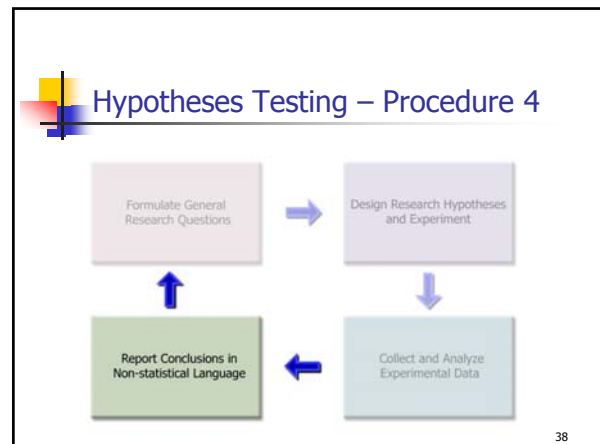 Hypotheses Testing – Procedure 4
Formulate General
Research Questions
Design Research Hypotheses
and Experiment
Report Conclusions in
Non-statistical Language
Collect and Analyze
Experimental Data
38